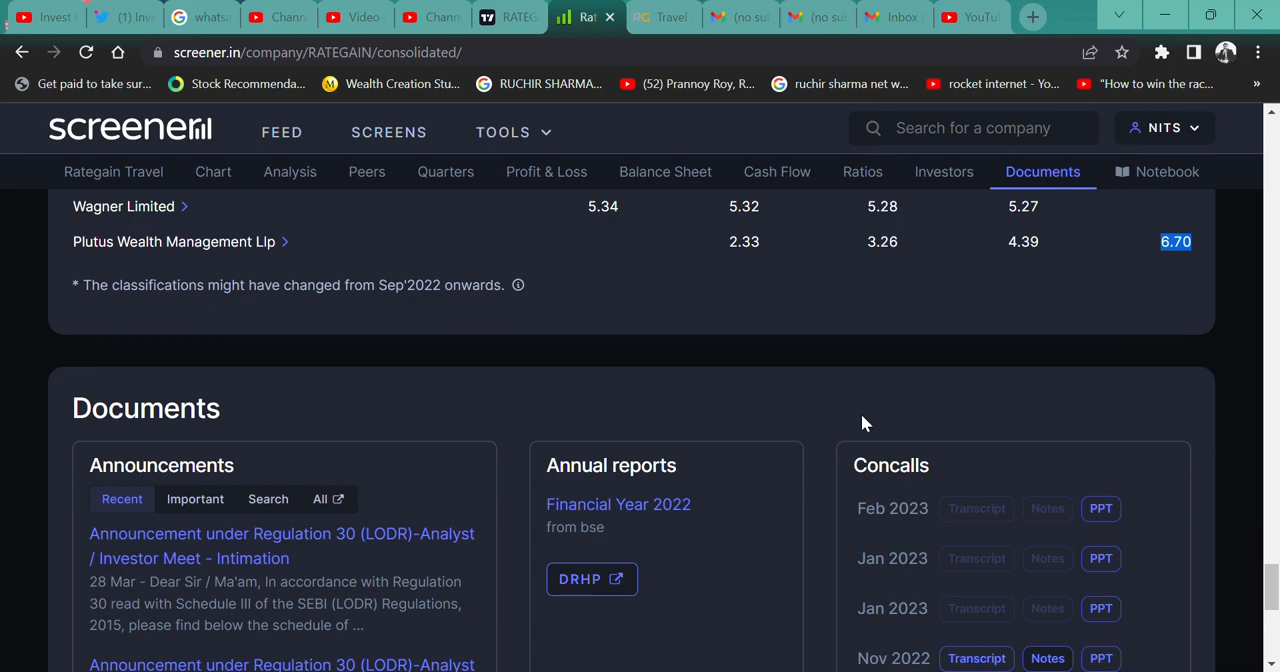 Invest
(1) Inve
whatsa
Chann
Video
Chann
RATEG
Rat
Travel
(no su
(no su
Inbox
YouTu
screener.in/company/RATEGAIN/consolidated/
Get paid to take sur...
Stock Recommenda...
Wealth Creation Stu...
RUCHIR SHARMA...
(52) Prannoy Roy, R...
ruchir sharma net w...
rocket internet - Yo...
"How to win the rac...
»
screener
FEED
SCREENS
TOOLS
Search for a company
NITS
Rategain Travel
Chart
Analysis
Peers
Quarters
Profit & Loss
Balance Sheet
Cash Flow
Ratios
Investors
Documents
Notebook
Wagner Limited > 5.34 5.32 5.28 5.27
Plutus Wealth Management Llp > 2.33 3.26 4.39 6.70
* The classifications might have changed from Sep'2022 onwards.
Documents
Announcements
Recent Important Search All
Announcement under Regulation 30 (LODR)-Analyst
/ Investor Meet - Intimation
28 Mar - Dear Sir / Ma'am, In accordance with Regulation
30 read with Schedule III of the SEBI (LODR) Regulations,
2015, please find below the schedule of ...
Announcement under Regulation 30 (LODR)-Analyst
Annual reports
Financial Year 2022
from bse
DRHP
Concalls
Feb 2023 Transcript Notes PPT
Jan 2023 Transcript Notes PPT
Jan 2023 Transcript Notes PPT
Nov 2022 Transcript Notes PPT